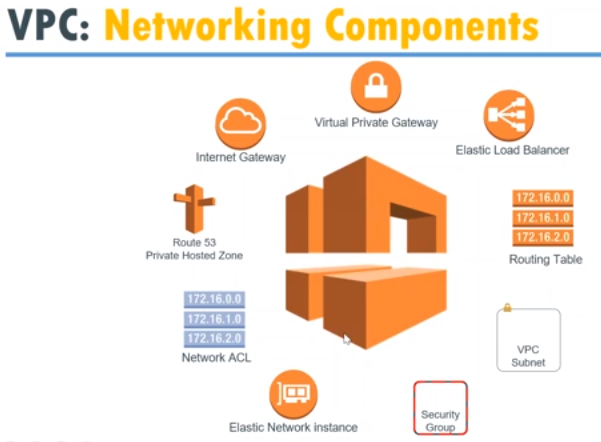 VPC: Networking Components
Virtual Private Gateway
Internet Gateway
Elastic Load Balancer
Route 53
Private Hosted Zone
172.16.0.0
172.16.1.0
172.16.2.0
Routing Table
172.16.0.0
172.16.1.0
172.16.2.0
Network ACL
VPC
Subnet
Elastic Network instance
Security
Group